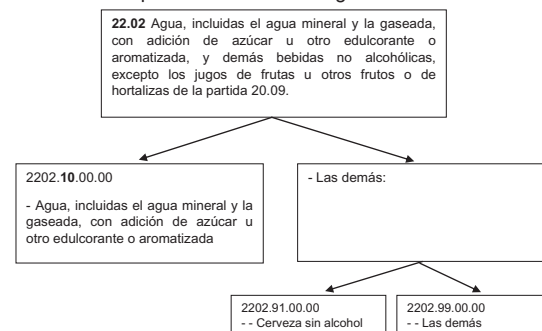 22.02 Agua, incluidas el agua mineral y la gaseada,
con adición de azúcar u otro edulcorante o
aromatizada, y demás bebidas no alcohólicas,
excepto los jugos de frutas u otros frutos o de
hortalizas de la partida 20.09.
2202.10.00.00
- Agua, incluidas el agua mineral y la
gaseada, con adición de azúcar u
otro edulcorante o aromatizada
- Las demás:
2202.91.00.00
- - Cerveza sin alcohol
2202.99.00.00
- - Las demás